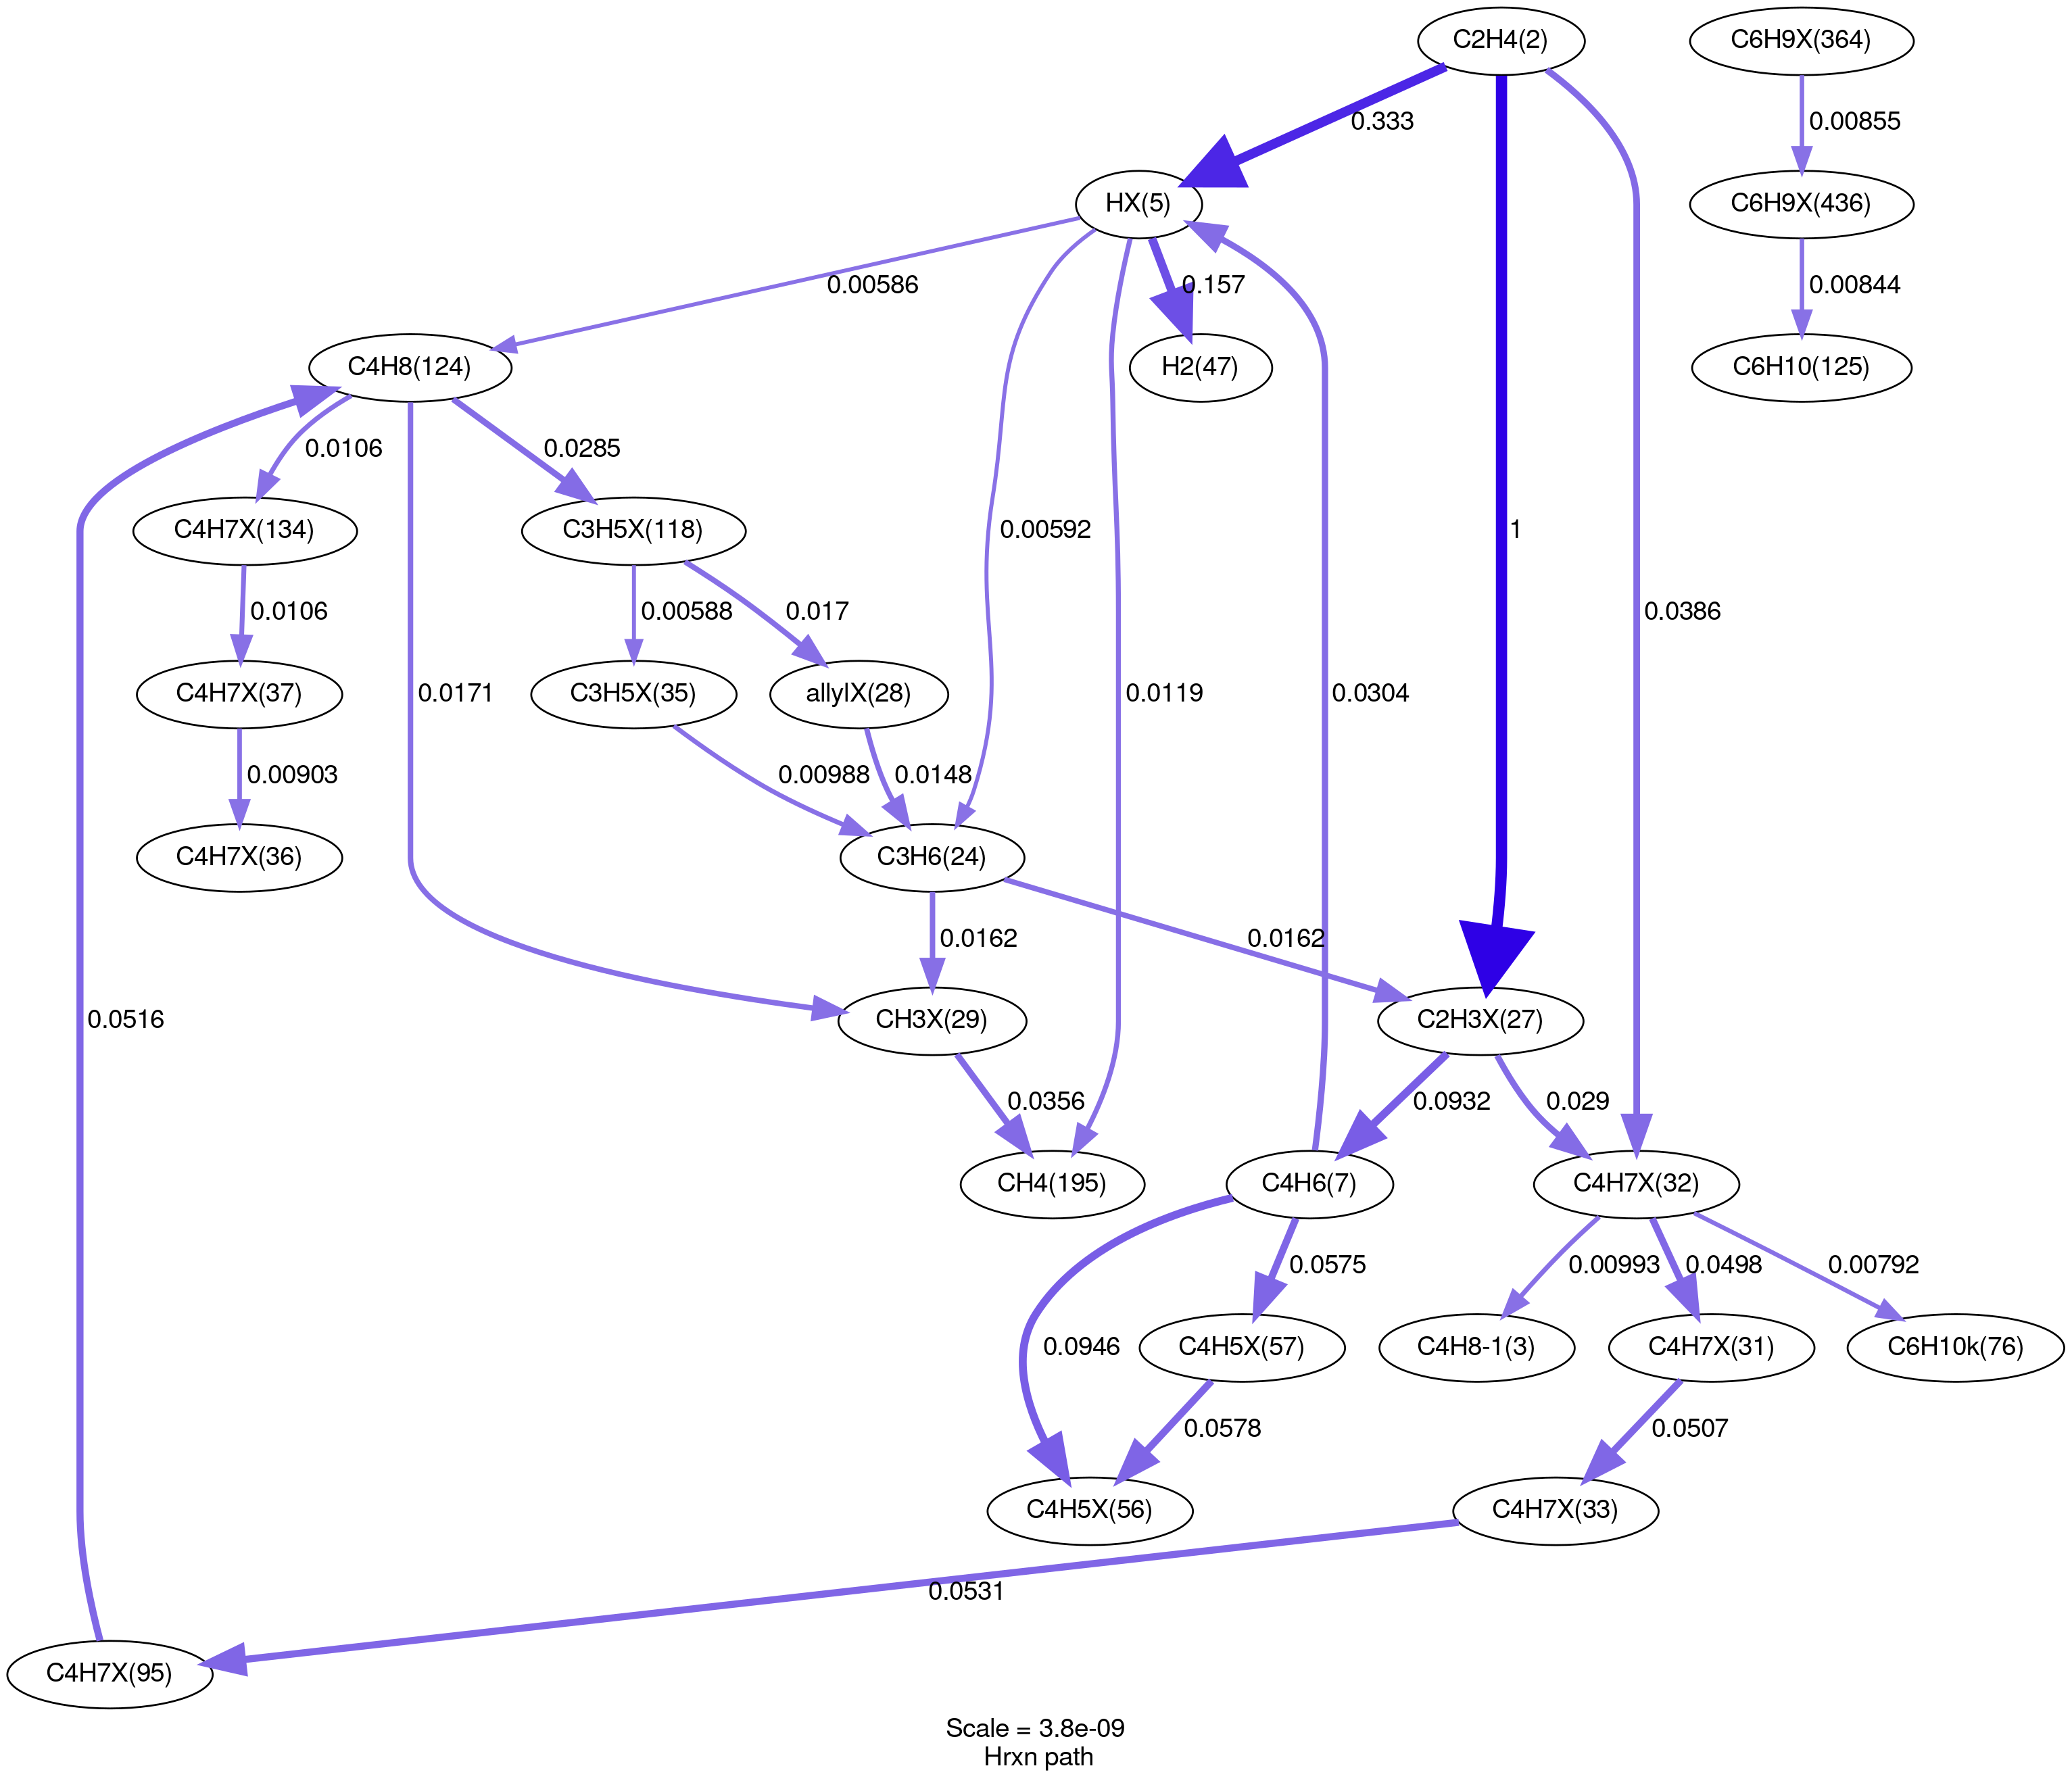 C2H4(2)
C6H9X(364)
0.333
0.00855
HX(5)
C6H9X(436)
0.00586
0.157
0.00844
C4H8(124)
H2(47)
C6H10(125)
0.0106
0.0285
C4H7X(134)
C3H5X(118)
0.00592
1
0.0106
0.00588
0.017
0.0386
C4H7X(37)
0.0171
C3H5X(35)
allylX(28)
0.0119
0.0304
0.00903
0.00988
0.0148
C4H7X(36)
C3H6(24)
0.0162
0.0162
0.0516
CH3X(29)
C2H3X(27)
0.0356
0.0932
0.029
CH4(195)
C4H6(7)
C4H7X(32)
0.0575
0.00993
0.0498
0.00792
0.0946
C4H5X(57)
C4H8-1(3)
C4H7X(31)
C6H10k(76)
0.0578
0.0507
C4H5X(56)
C4H7X(33)
0.0531
C4H7X(95)
Scale = 3.8e-09
Hrxn path